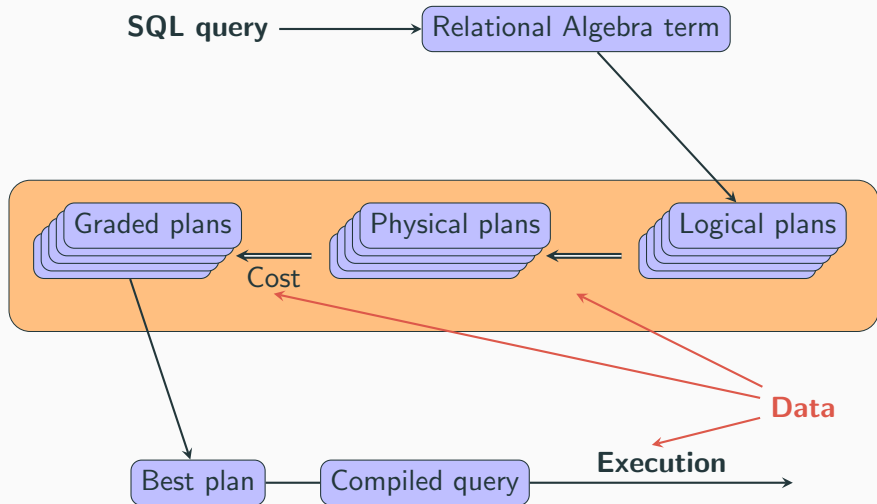 SQL query
Relational Algebra term
Graded plans
Physical plans
Logical plans
Cost
Data
Execution
Best plan
Compiled query